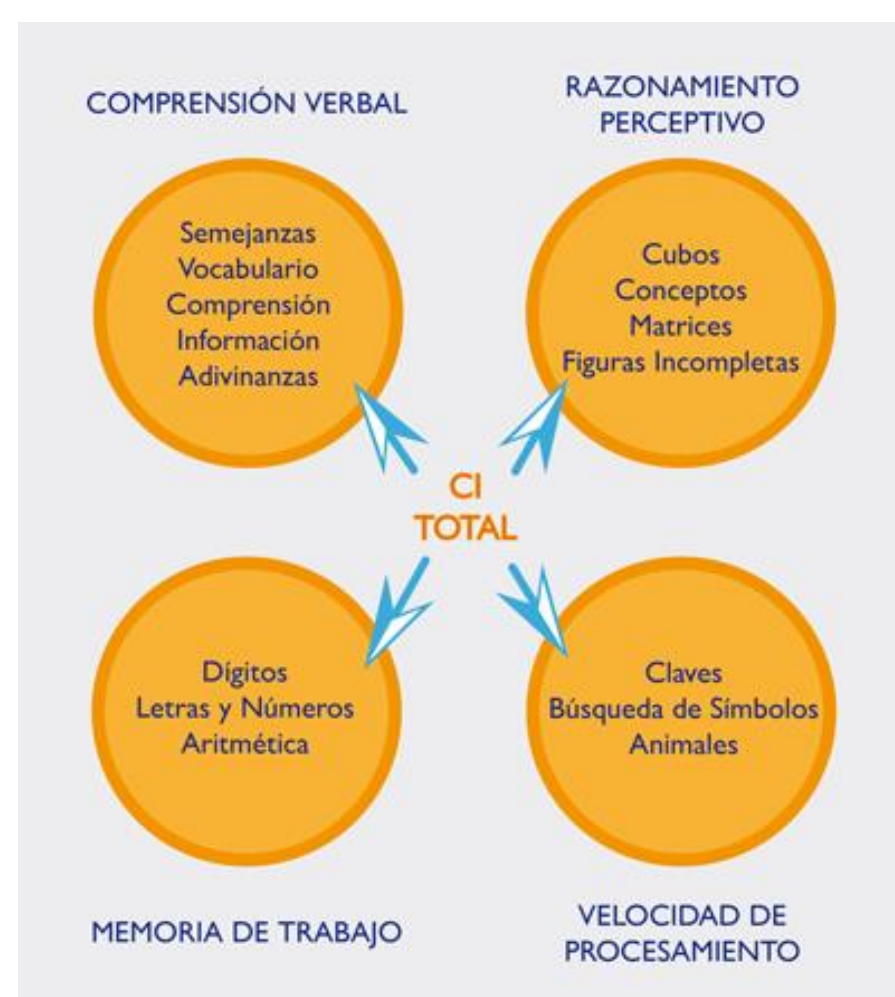 COMPRENSIÓN VERBAL
Semejanzas
Vocabulario
Comprensión
Información
Adivinanzas
RAZONAMIENTO
PERCEPTIVO
Cubos
Conceptos
Matrices
Figuras Incompletas
CI
TOTAL
Dígitos
Letras y Números
Aritmética
MEMORIA DE TRABAJO
Claves
Búsqueda de Símbolos
Animales
VELOCIDAD DE
PROCESAMIENTO